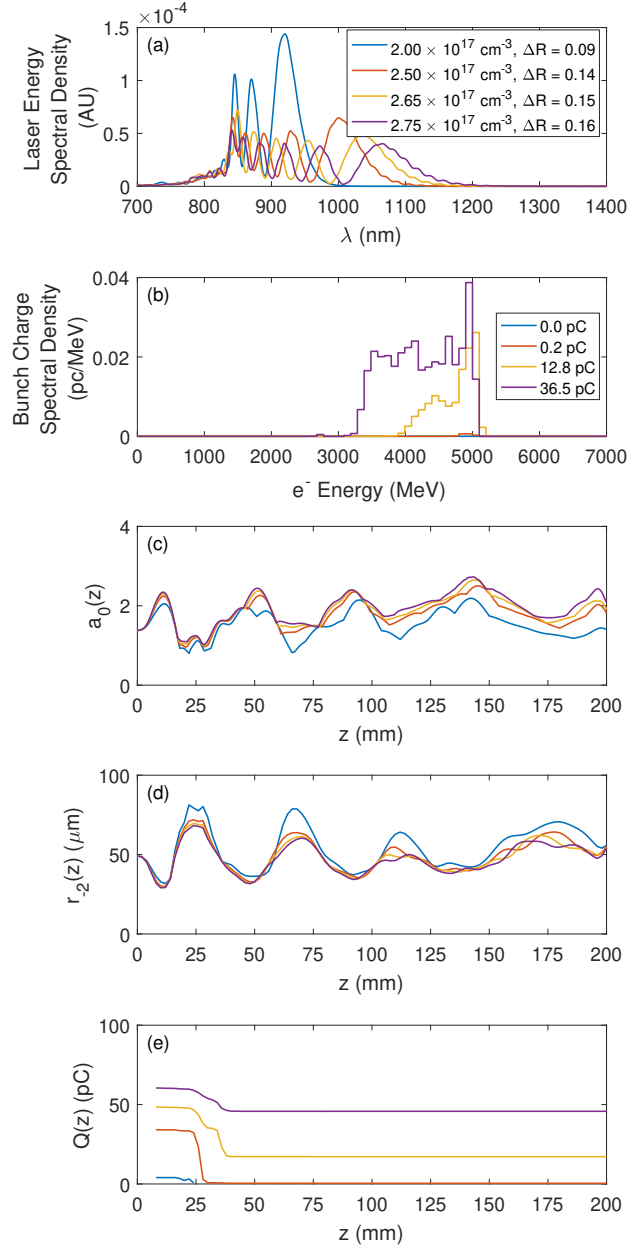 ×10⁻⁴
(a)
2.00 × 10¹⁷ cm⁻³, ΔR = 0.09
2.50 × 10¹⁷ cm⁻³, ΔR = 0.14
2.65 × 10¹⁷ cm⁻³, ΔR = 0.15
2.75 × 10¹⁷ cm⁻³, ΔR = 0.16
Laser Energy
Spectral Density
(AU)
1.5
1
0.5
0
700 800 900 1000 1100 1200 1300 1400
λ (nm)
(b)
0.0 pC
0.2 pC
12.8 pC
36.5 pC
Bunch Charge
Spectral Density
(pc/MeV)
0.04
0.02
0
0 1000 2000 3000 4000 5000 6000 7000
e⁻ Energy (MeV)
(c)
a₀(z)
4
2
0
0 25 50 75 100 125 150 175 200
z (mm)
(d)
r₋₂(z) (μm)
100
50
0
0 25 50 75 100 125 150 175 200
z (mm)
(e)
Q(z) (pC)
100
50
0
0 25 50 75 100 125 150 175 200
z (mm)